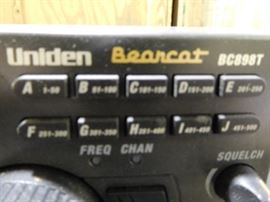 Uniden Bearcat BC898T
A 1-50 B 51-100 C 101-150 D 151-200 E 201-250
F 251-300 G 301-350 H 351-400 I 401-450 J 451-500
FREQ CHAN
SQUELCH